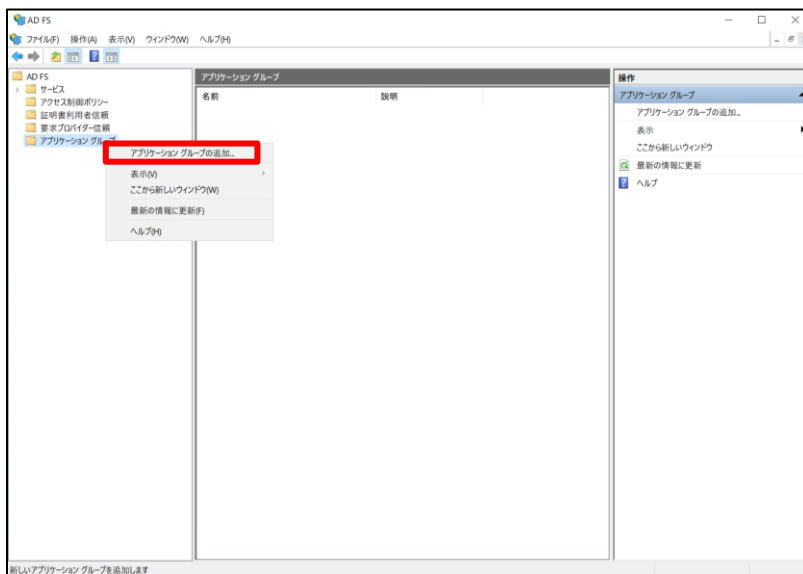 AD FS
ファイル(F) 操作(A) 表示(V) ウィンドウ(W) ヘルプ(H)
AD FS
サービス
アクセス制御ポリシー
証明書利用者信頼
要求プロバイダー信頼
アプリケーション グループ
アプリケーション グループの追加...
表示(V)
ここから新しいウィンドウ(W)
最新の情報に更新(F)
ヘルプ(H)
アプリケーション グループ
名前 説明
操作
アプリケーション グループ
アプリケーション グループの追加...
表示
ここから新しいウィンドウ
最新の情報に更新
ヘルプ
新しいアプリケーション グループを追加します